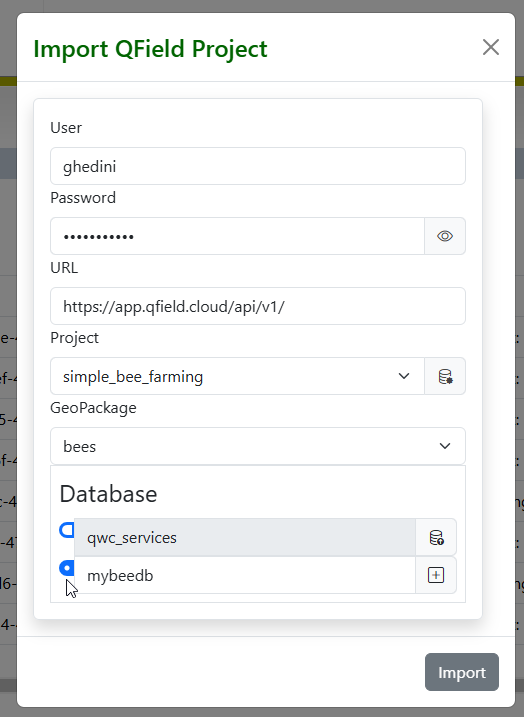 Import QField Project
User
ghedini
Password
•••••••••••
URL
https://app.qfield.cloud/api/v1/
Project
simple_bee_farming
GeoPackage
bees
Database
qwc_services
mybeedb
Import